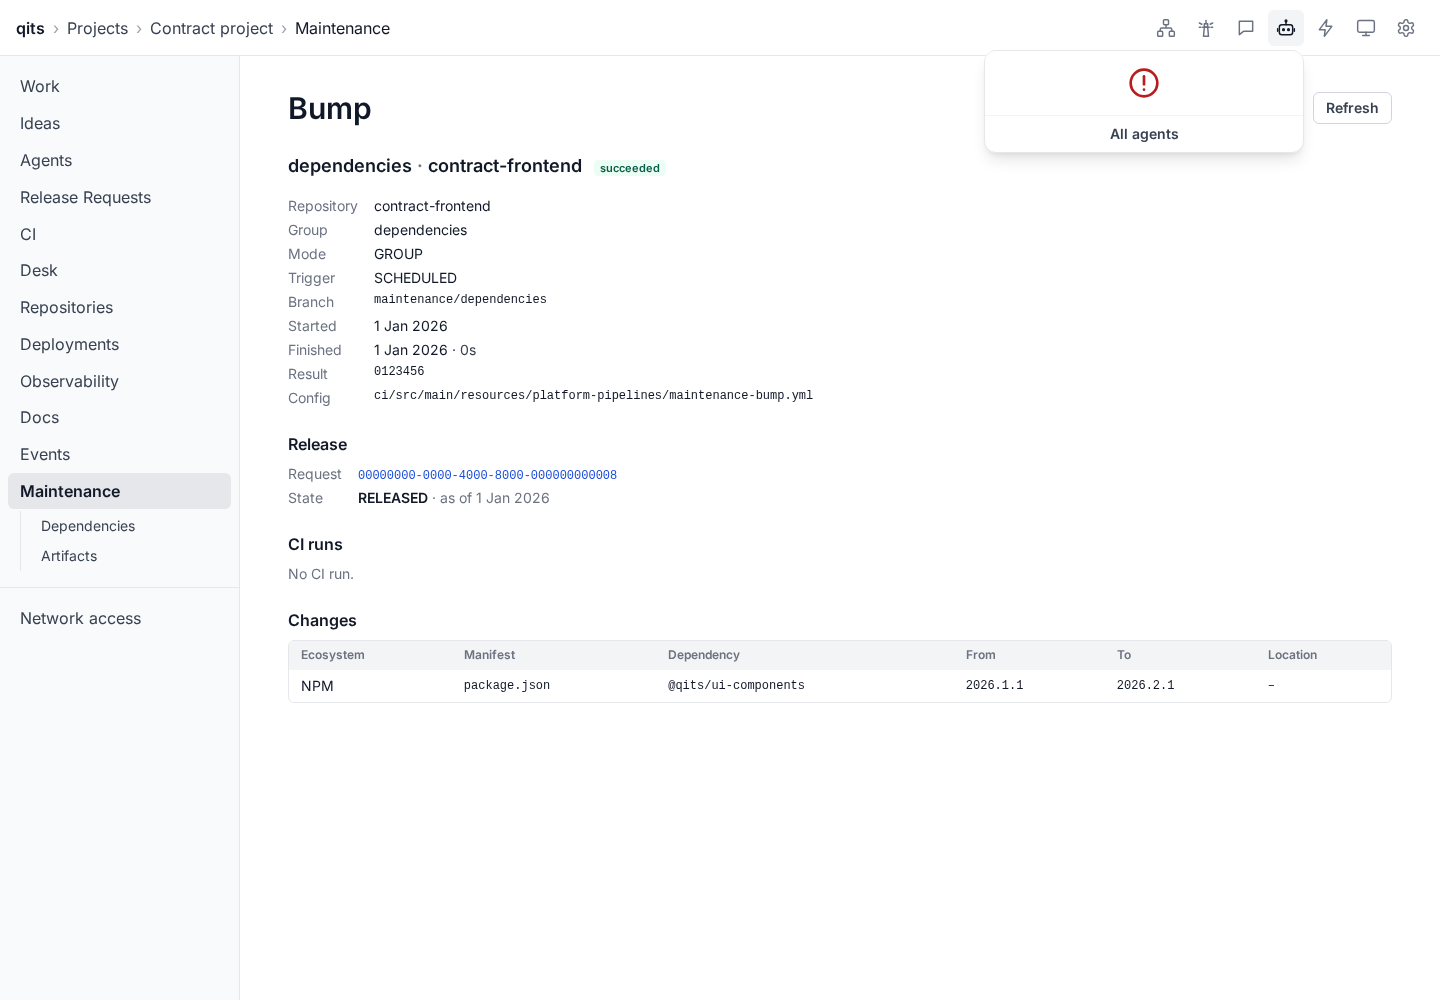 qits › Projects › Contract project › Maintenance
Work
Ideas
Agents
Release Requests
CI
Desk
Repositories
Deployments
Observability
Docs
Events
Maintenance
Dependencies
Artifacts
Network access
All agents
Bump
Refresh
dependencies · contract-frontend succeeded
Repository contract-frontend
Group dependencies
Mode GROUP
Trigger SCHEDULED
Branch maintenance/dependencies
Started 1 Jan 2026
Finished 1 Jan 2026 · 0s
Result 0123456
Config ci/src/main/resources/platform-pipelines/maintenance-bump.yml
Release
Request 00000000-0000-4000-8000-000000000008
State RELEASED · as of 1 Jan 2026
CI runs
No CI run.
Changes
Ecosystem Manifest Dependency From To Location
NPM package.json @qits/ui-components 2026.1.1 2026.2.1 –